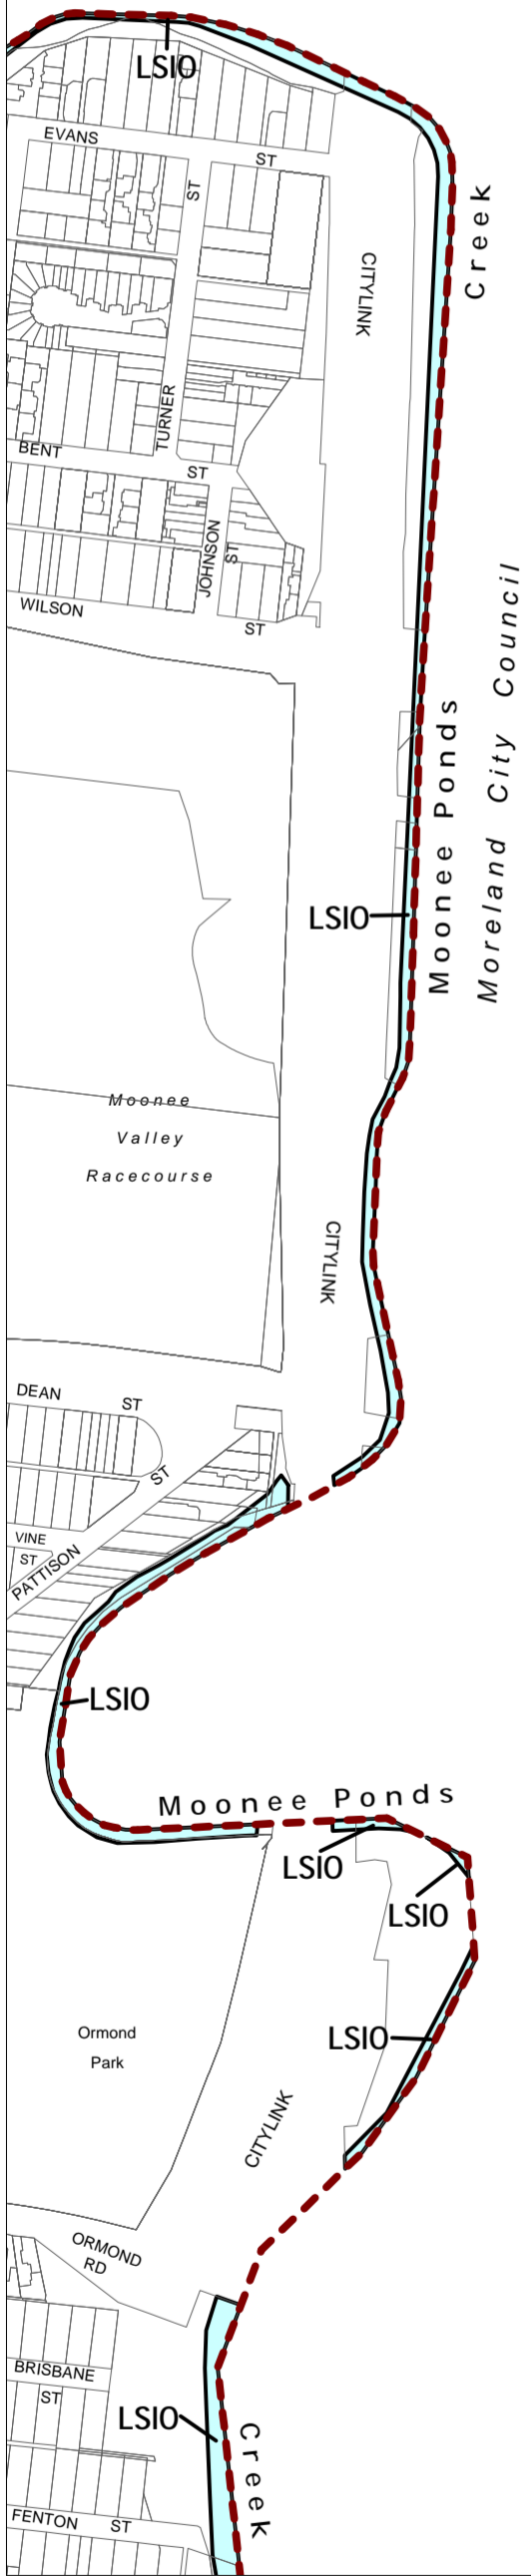 LSIO
EVANS
ST
ST
Creek
CITYLINK
TURNER
BENT
ST
JOHNSON
ST
WILSON
ST
Moonee Ponds
Moreland City Council
LSIO
Moonee
Valley
Racecourse
CITYLINK
DEAN
ST
ST
VINE
ST
PATTISON
LSIO
Moonee Ponds
LSIO
LSIO
Ormond
Park
LSIO
CITYLINK
ORMOND
RD
BRISBANE
ST
LSIO
Creek
FENTON ST